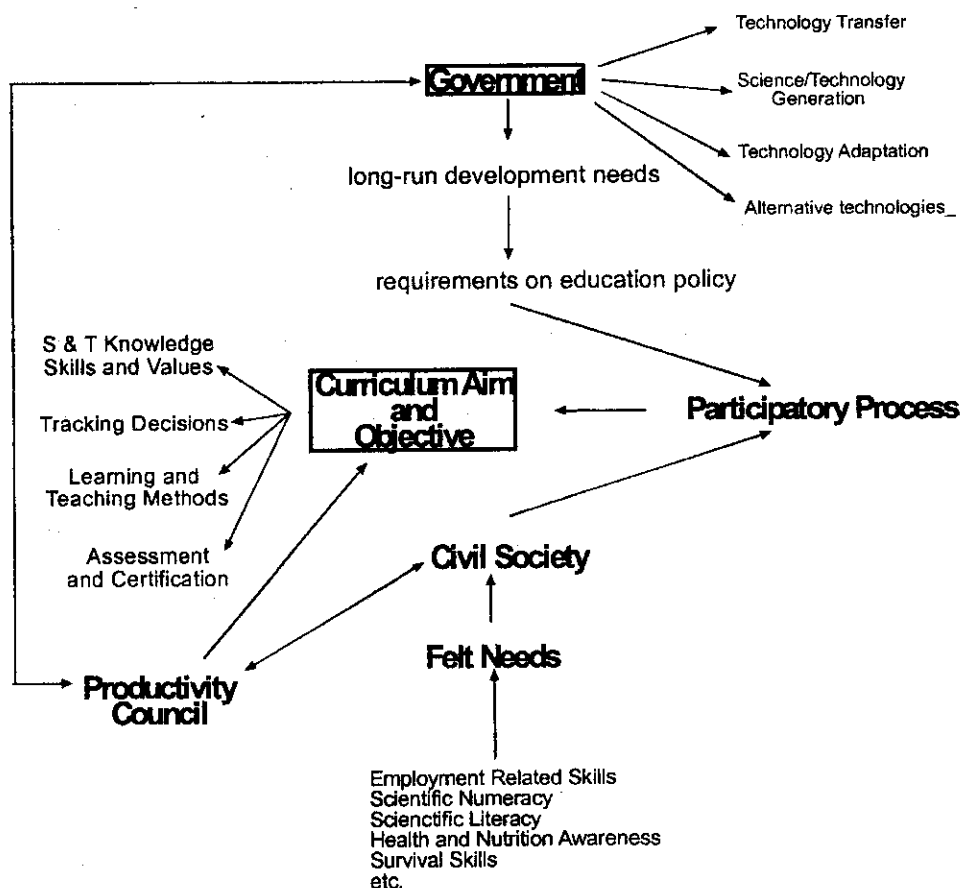 Technology Transfer
Government
Science/Technology
Generation
Technology Adaptation
long-run development needs
Alternative technologies_
requirements on education policy
S & T Knowledge
Skills and Values
Curriculum Aim
and
Objective
Participatory Process
Tracking Decisions
Learning and
Teaching Methods
Assessment
and Certification
Civil Society
Felt Needs
Productivity
Council
Employment Related Skills
Scientific Numeracy
Scienctific Literacy
Health and Nutrition Awareness
Survival Skills
etc.